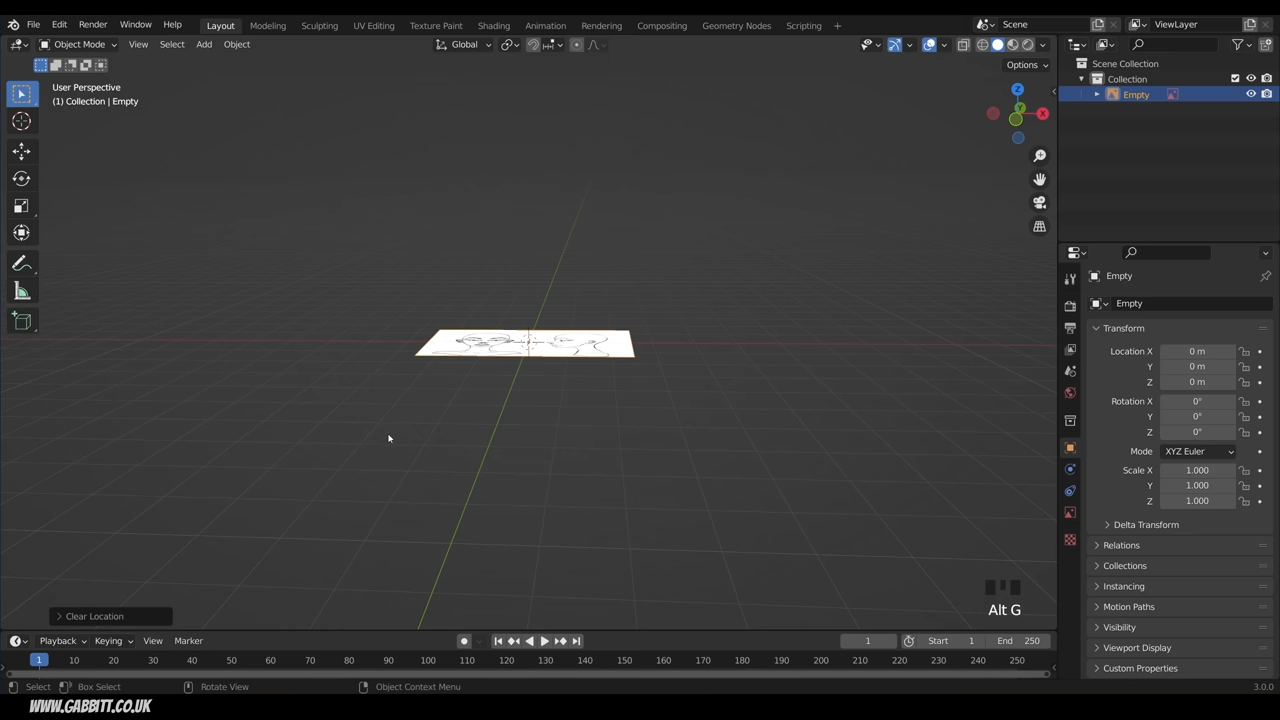 File Edit Render Window Help Layout Modeling Sculpting UV Editing Texture Paint Shading Animation Rendering Compositing Geometry Nodes Scripting + Scene ViewLayer
Object Mode View Select Add Object Global
Options
User Perspective
(1) Collection | Empty
Z
Y
X
Scene Collection
Collection
Empty
Empty
Empty
Transform
Location X 0 m
Y 0 m
Z 0 m
Rotation X 0°
Y 0°
Z 0°
Mode XYZ Euler
Scale X 1.000
Y 1.000
Z 1.000
Delta Transform
Relations
Collections
Instancing
Motion Paths
Visibility
Viewport Display
Custom Properties
Alt G
Clear Location
Playback Keying View Marker 1 Start 1 End 250
1 10 20 30 40 50 60 70 80 90 100 110 120 130 140 150 160 170 180 190 200 210 220 230 240 250
Select Box Select Rotate View Object Context Menu 3.0.0
WWW.GABBITT.CO.UK